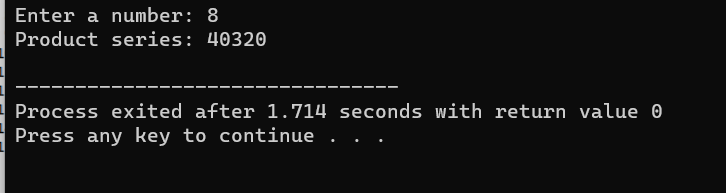 Enter a number: 8
Product series: 40320
--------------------------------
Process exited after 1.714 seconds with return value 0
Press any key to continue . . .